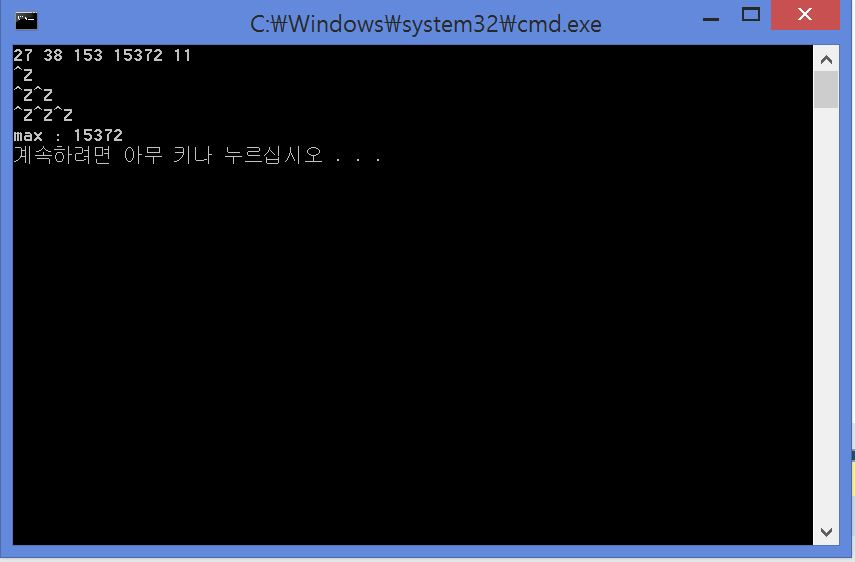 C:₩Windows₩system32₩cmd.exe
27 38 153 15372 11
^Z
^Z^Z
^Z^Z^Z
max : 15372
계속하려면 아무 키나 누르십시오 . . .